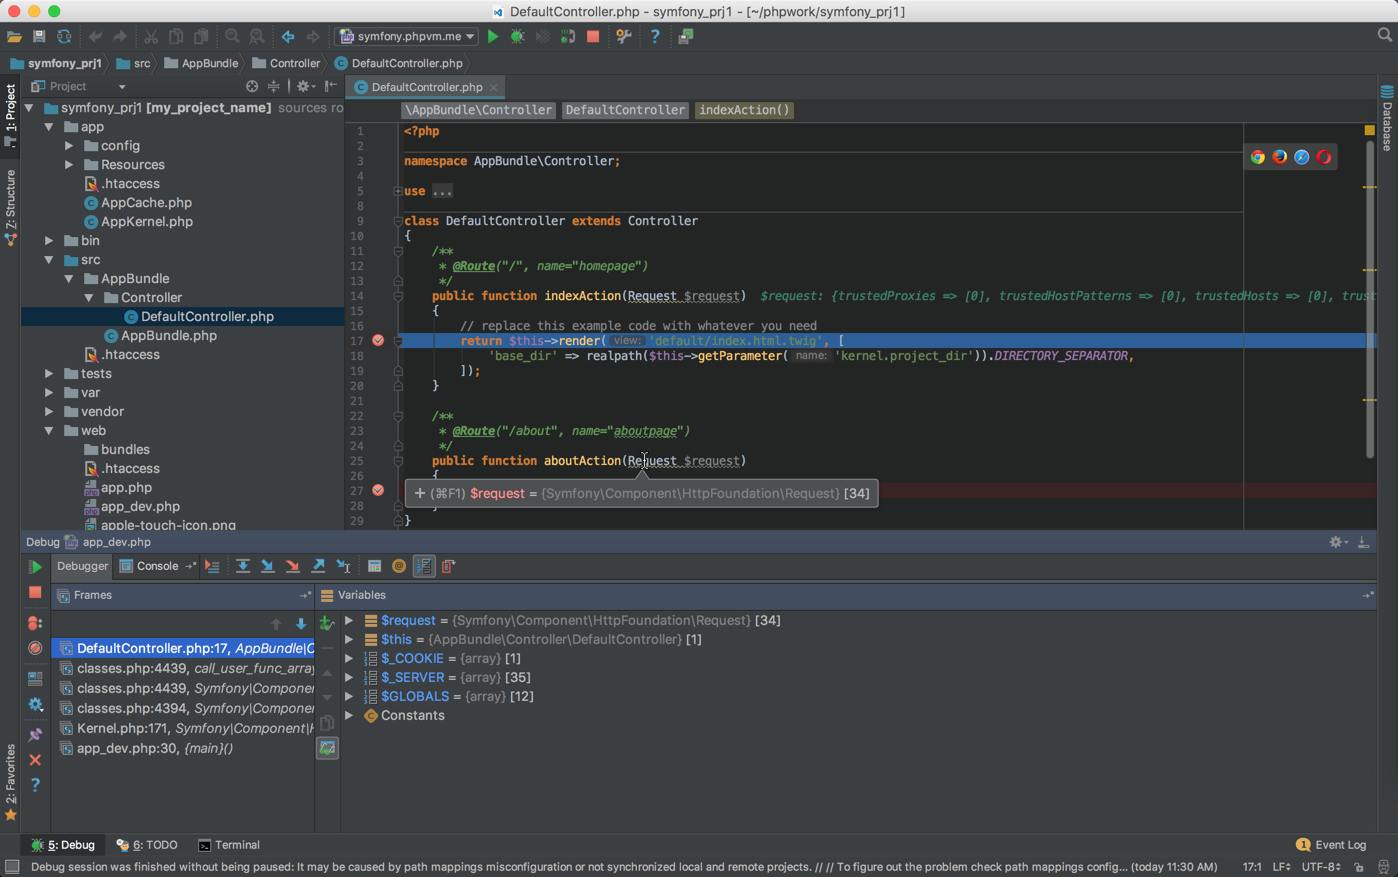 DefaultController.php - symfony_prj1 - [~/phpwork/symfony_prj1]
symfony.phpvm.me
symfony_prj1 src AppBundle Controller DefaultController.php
1: Project
Z: Structure
2: Favorites
Project
symfony_prj1 [my_project_name] sources ro
app
config
Resources
.htaccess
AppCache.php
AppKernel.php
bin
src
AppBundle
Controller
DefaultController.php
AppBundle.php
.htaccess
tests
var
vendor
web
bundles
.htaccess
app.php
app_dev.php
apple-touch-icon.png
DefaultController.php
Database
\AppBundle\Controller DefaultController indexAction()
1 <?php
2
3 namespace AppBundle\Controller;
4
5 use ...
8
9 class DefaultController extends Controller
10 {
11 /**
12 * @Route("/", name="homepage")
13 */
14 public function indexAction(Request $request) $request: {trustedProxies => [0], trustedHostPatterns => [0], trustedHosts => [0], trust
15 {
16 // replace this example code with whatever you need
17 return $this->render( view: 'default/index.html.twig', [
18 'base_dir' => realpath($this->getParameter( name: 'kernel.project_dir')).DIRECTORY_SEPARATOR,
19 ]);
20 }
21
22 /**
23 * @Route("/about", name="aboutpage")
24 */
25 public function aboutAction(Request $request)
26 {
27
28 }
29 }
+ (⌘F1) $request = {Symfony\Component\HttpFoundation\Request} [34]
Debug app_dev.php
Debugger Console
Frames
DefaultController.php:17, AppBundle|C
classes.php:4439, call_user_func_array
classes.php:4439, Symfony|Componen
classes.php:4394, Symfony|Componen
Kernel.php:171, Symfony|Component|H
app_dev.php:30, {main}()
Variables
$request = {Symfony\Component\HttpFoundation\Request} [34]
$this = {AppBundle\Controller\DefaultController} [1]
$_COOKIE = {array} [1]
$_SERVER = {array} [35]
$GLOBALS = {array} [12]
Constants
5: Debug 6: TODO Terminal 1 Event Log
Debug session was finished without being paused: It may be caused by path mappings misconfiguration or not synchronized local and remote projects. // // To figure out the problem check path mappings config... (today 11:30 AM) 17:1 LF UTF-8